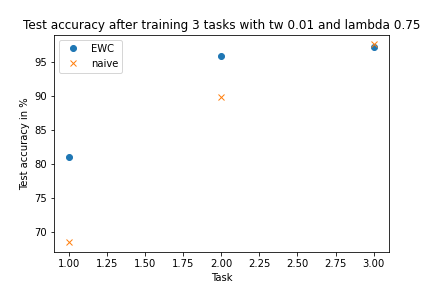 Test accuracy after training 3 tasks with tw 0.01 and lambda 0.75
EWC
naive
Test accuracy in %
95
90
85
80
75
70
1.00 1.25 1.50 1.75 2.00 2.25 2.50 2.75 3.00
Task